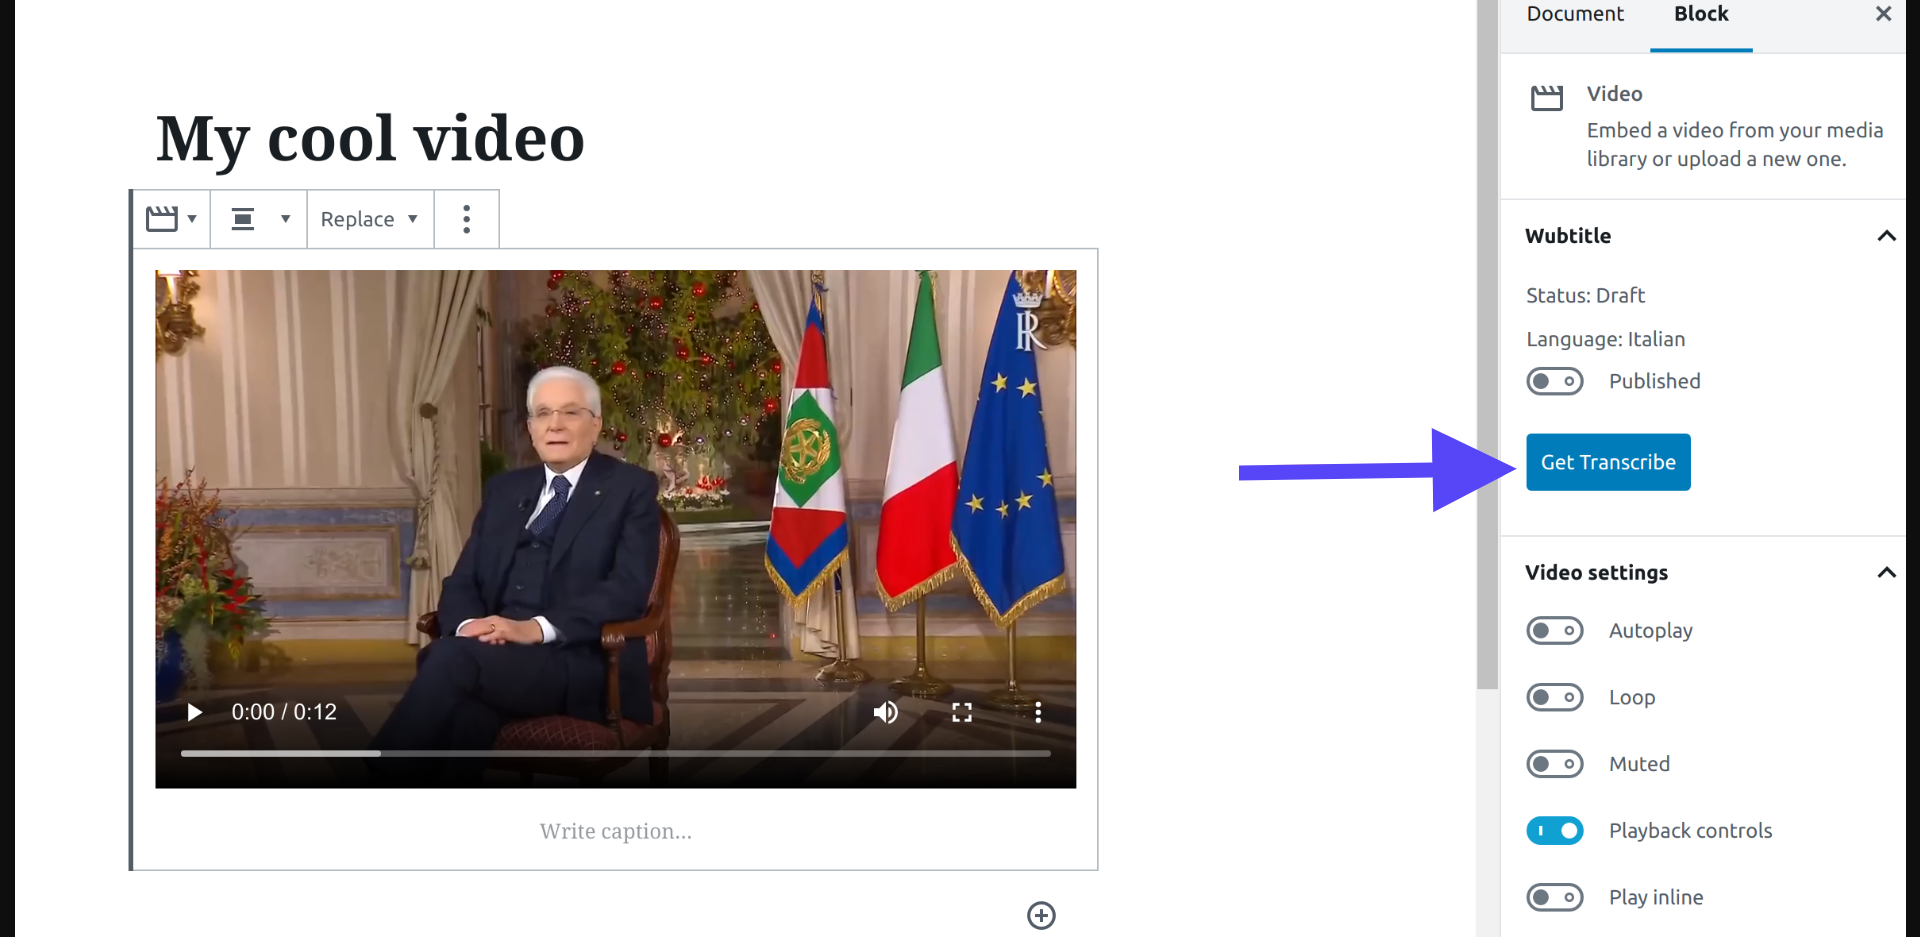 My cool video
Replace
0:00 / 0:12
Write caption...
Document
Block
Video
Embed a video from your media
library or upload a new one.
Wubtitle
Status: Draft
Language: Italian
Published
Get Transcribe
Video settings
Autoplay
Loop
Muted
Playback controls
Play inline